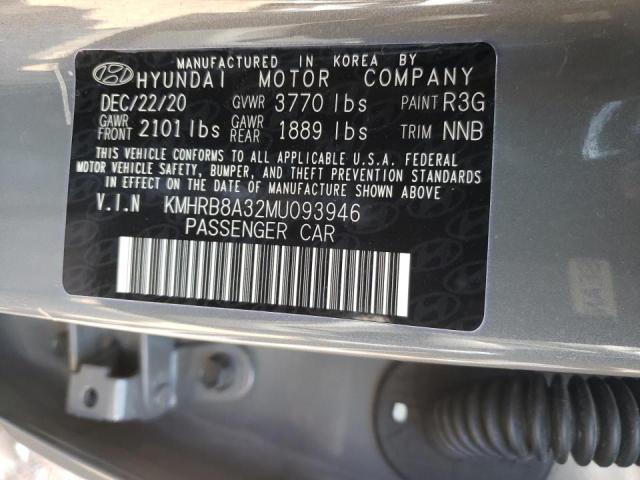 MANUFACTURED IN KOREA BY
HYUNDAI MOTOR COMPANY
DEC/22/20 GVWR 3770 lbs PAINT R3G
GAWR FRONT 2101 lbs GAWR REAR 1889 lbs TRIM NNB
THIS VEHICLE CONFORMS TO ALL APPLICABLE U.S.A. FEDERAL
MOTOR VEHICLE SAFETY, BUMPER, AND THEFT PREVENTION STANDARDS
IN EFFECT ON THE DATE OF MANUFACTURE SHOWN ABOVE.
V.I.N KMHRB8A32MU093946
PASSENGER CAR